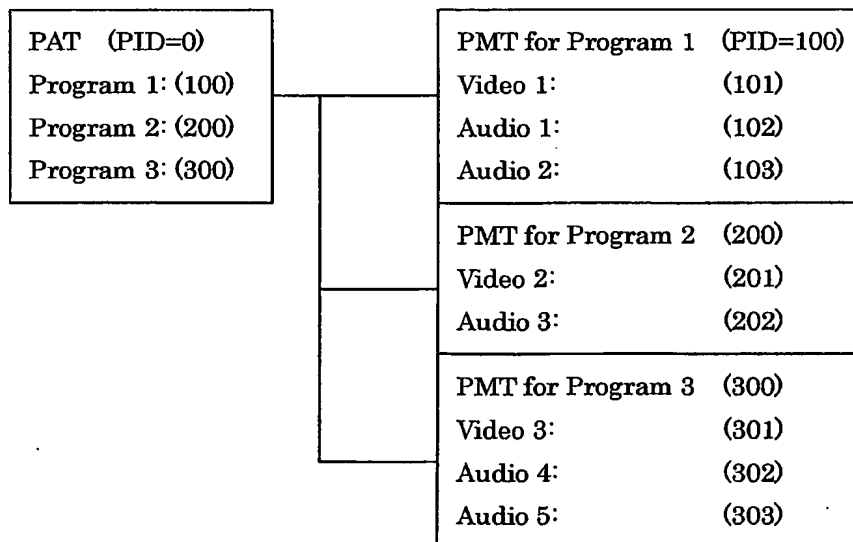 PAT (PID=0)
Program 1: (100)
Program 2: (200)
Program 3: (300)
PMT for Program 1 (PID=100)
Video 1: (101)
Audio 1: (102)
Audio 2: (103)
PMT for Program 2 (200)
Video 2: (201)
Audio 3: (202)
PMT for Program 3 (300)
Video 3: (301)
Audio 4: (302)
Audio 5: (303)